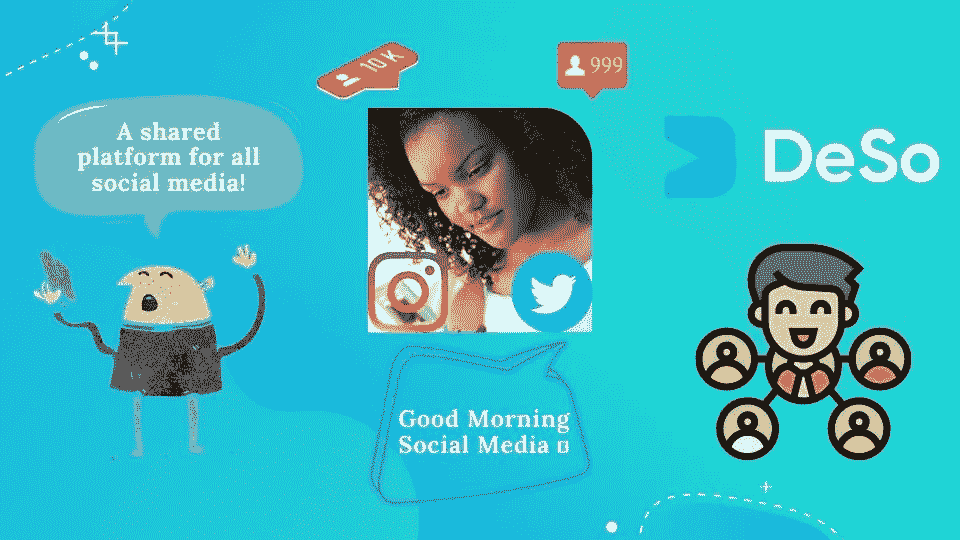 10 K
999
A shared
platform for all
social media!
DeSo
Good Morning
Social Media